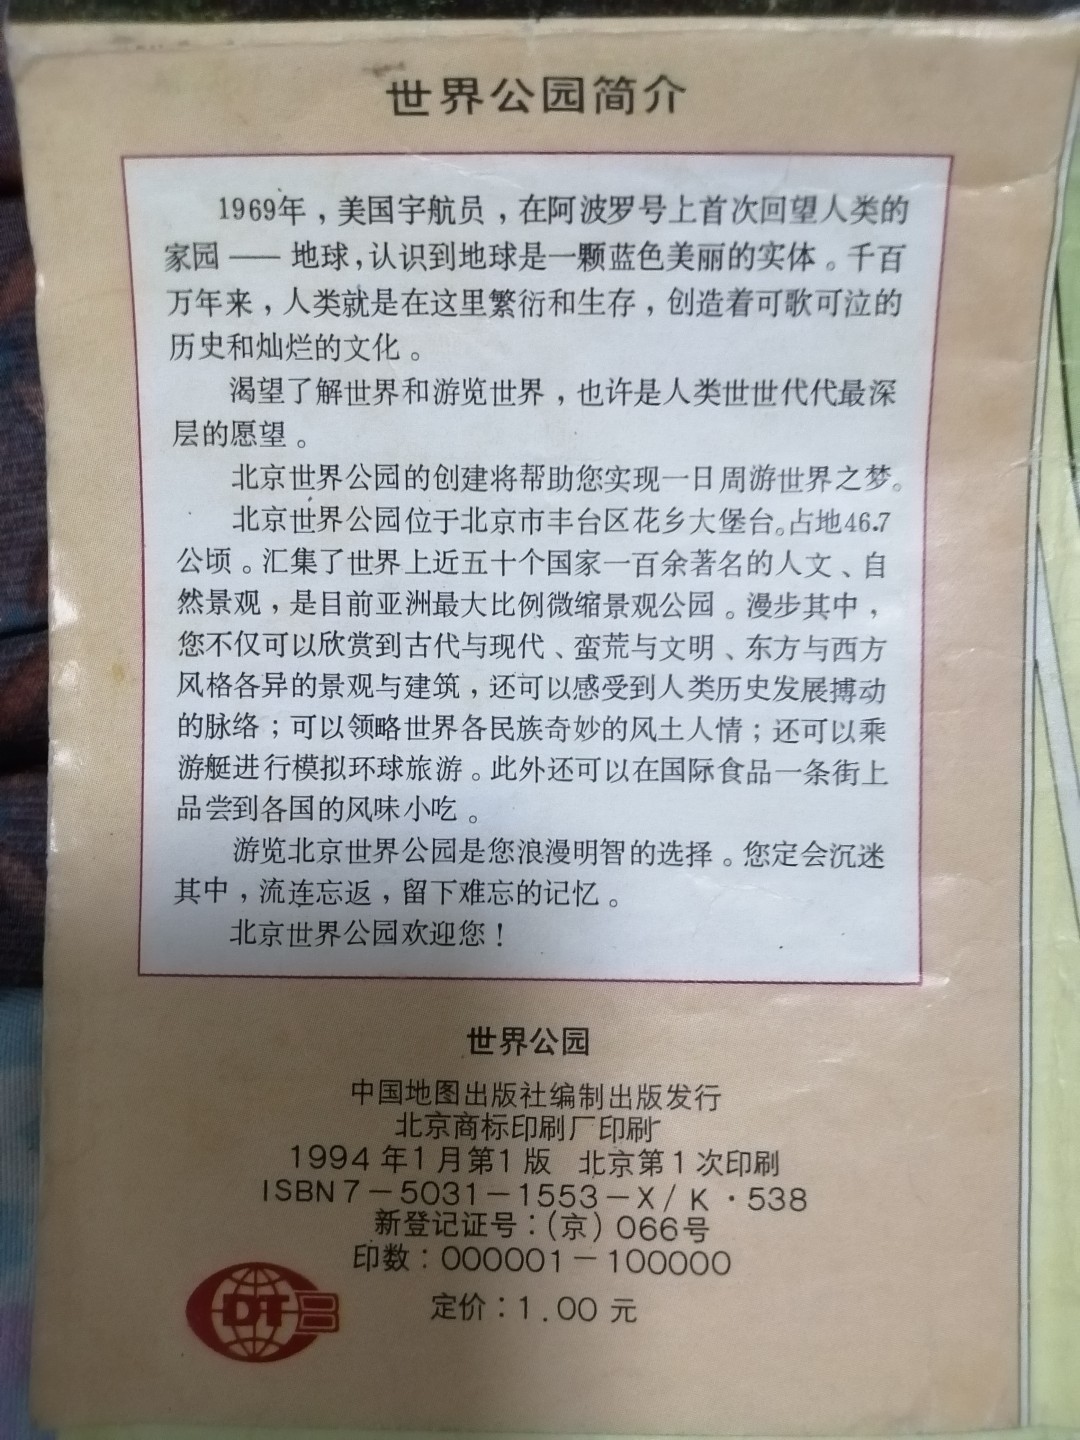 世界公园简介
1969年，美国宇航员，在阿波罗号上首次回望人类的
家园——地球，认识到地球是一颗蓝色美丽的实体。千百
万年来，人类就是在这里繁衍和生存，创造着可歌可泣的
历史和灿烂的文化。
渴望了解世界和游览世界，也许是人类世世代代最深
层的愿望。
北京世界公园的创建将帮助您实现一日周游世界之梦。
北京世界公园位于北京市丰台区花乡大堡台。占地46.7
公顷。汇集了世界上近五十个国家一百余著名的人文、自
然景观，是目前亚洲最大比例微缩景观公园。漫步其中，
您不仅可以欣赏到古代与现代、蛮荒与文明、东方与西方
风格各异的景观与建筑，还可以感受到人类历史发展搏动
的脉络；可以领略世界各民族奇妙的风土人情；还可以乘
游艇进行模拟环球旅游。此外还可以在国际食品一条街上
品尝到各国的风味小吃。
游览北京世界公园是您浪漫明智的选择。您定会沉迷
其中，流连忘返，留下难忘的记忆。
北京世界公园欢迎您！
世界公园
中国地图出版社编制出版发行
北京商标印刷厂印刷
1994年1月第1版 北京第1次印刷
ISBN7－5031－1553－X/K·538
新登记证号：(京)066号
印数：000001－100000
定价：1.00元
DT